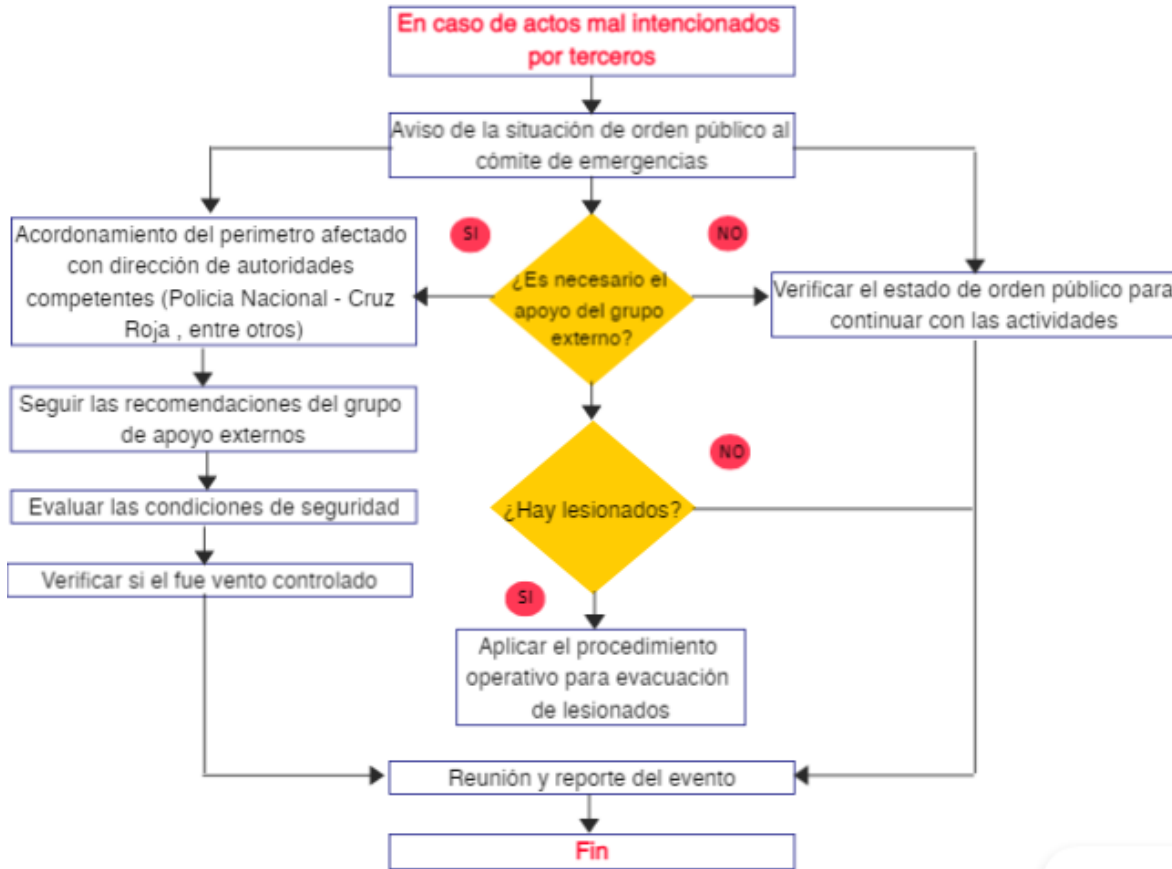 En caso de actos mal intencionados
por terceros
Aviso de la situación de orden público al
cómite de emergencias
SI
NO
Acordonamiento del perimetro afectado
con dirección de autoridades
competentes (Policia Nacional - Cruz
Roja , entre otros)
¿Es necesario el
apoyo del grupo
externo?
Verificar el estado de orden público para
continuar con las actividades
Seguir las recomendaciones del grupo
de apoyo externos
NO
Evaluar las condiciones de seguridad
¿Hay lesionados?
Verificar si el fue vento controlado
SI
Aplicar el procedimiento
operativo para evacuación
de lesionados
Reunión y reporte del evento
Fin